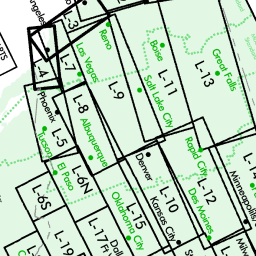 L-3
Reno
Boise
Great Falls
L-13
L-11
Salt Lake City
L-9
Las Vegas
L-7
L-4
Phoenix
L-8
L-5
Tucson
Albuquerque
El Paso
L-6N
L-6S
Denver
Rapid City
L-10
L-12
Kansas City
Des Moines
Oklahoma City
L-15
L-17
L-19